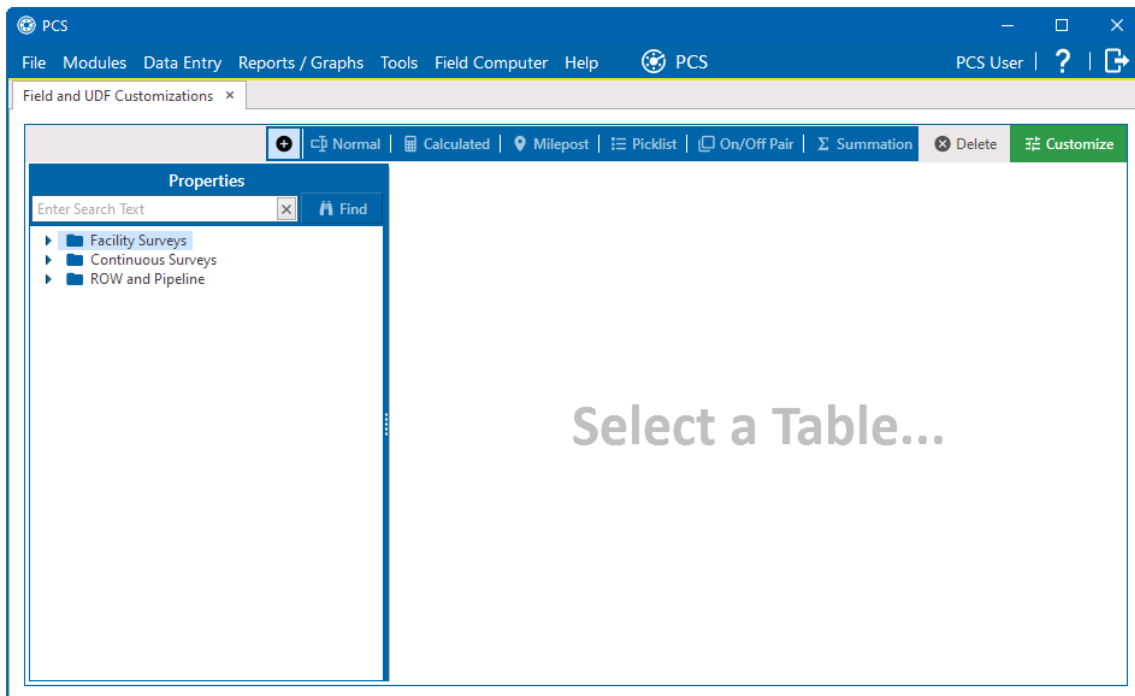 PCS
File Modules Data Entry Reports / Graphs Tools Field Computer Help PCS PCS User | ? |
Field and UDF Customizations ×
Normal | Calculated | Milepost | Picklist | On/Off Pair | Σ Summation Delete Customize
Properties
Enter Search Text Find
Facility Surveys
Continuous Surveys
ROW and Pipeline
Select a Table...